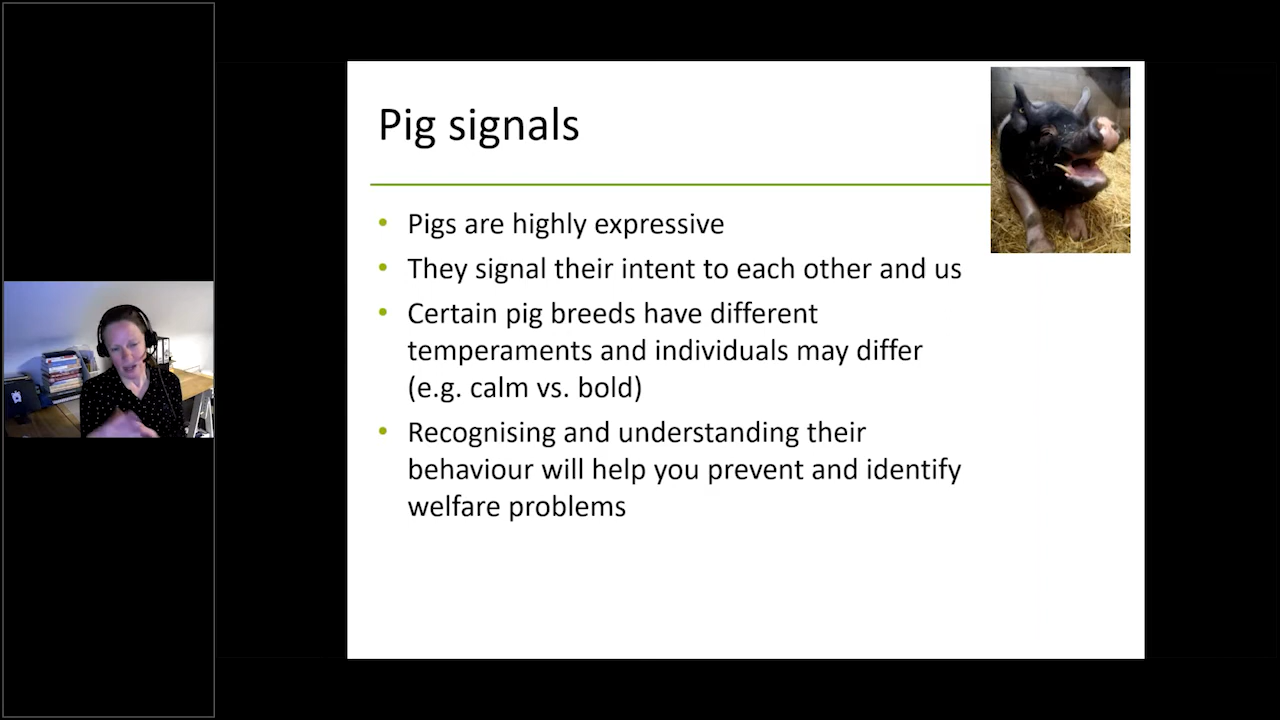 Pig signals
• Pigs are highly expressive
• They signal their intent to each other and us
• Certain pig breeds have different
temperaments and individuals may differ
(e.g. calm vs. bold)
• Recognising and understanding their
behaviour will help you prevent and identify
welfare problems